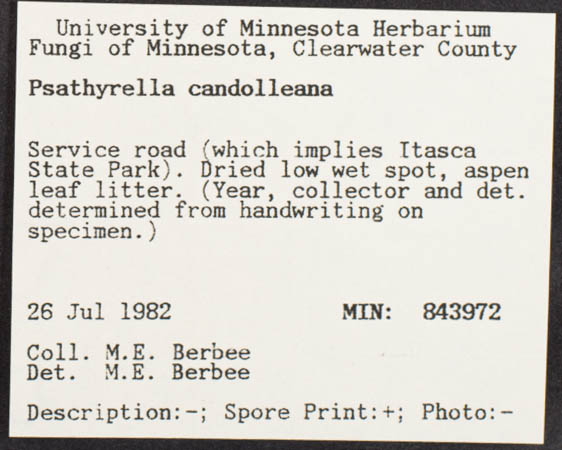 University of Minnesota Herbarium
Fungi of Minnesota, Clearwater County
Psathyrella candolleana
Service road (which implies Itasca
State Park). Dried low wet spot, aspen
leaf litter. (Year, collector and det.
determined from handwriting on
specimen.)
26 Jul 1982 MIN: 843972
Coll. M.E. Berbee
Det. M.E. Berbee
Description:-; Spore Print:+; Photo:-